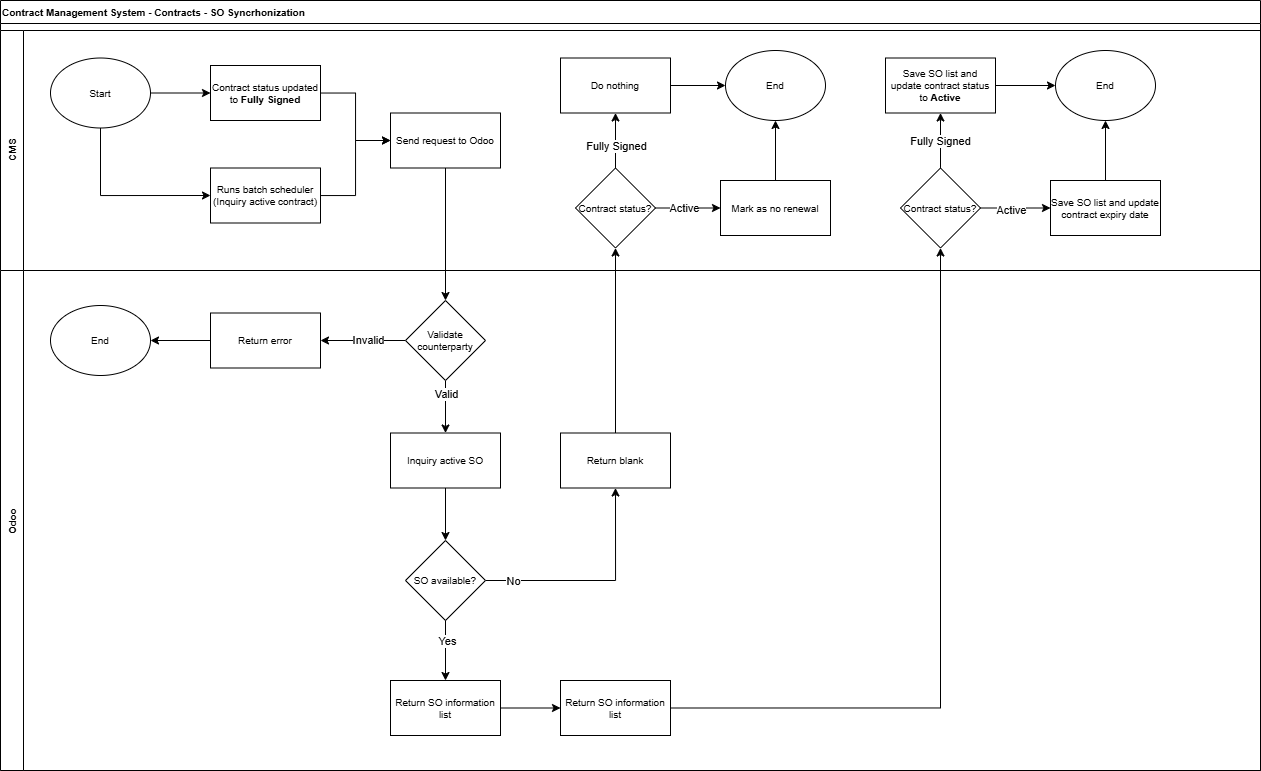 Contract Management System - Contracts - SO Syncrhonization
CMS
Start
Contract status updated
to Fully Signed
Runs batch scheduler
(Inquiry active contract)
Send request to Odoo
Do nothing
End
Fully Signed
Contract status?
Active
Mark as no renewal
Save SO list and
update contract status
to Active
End
Fully Signed
Contract status?
Active
Save SO list and update
contract expiry date
Odoo
End
Return error
Invalid
Validate
counterparty
Valid
Inquiry active SO
Return blank
SO available?
No
Yes
Return SO information
list
Return SO information
list